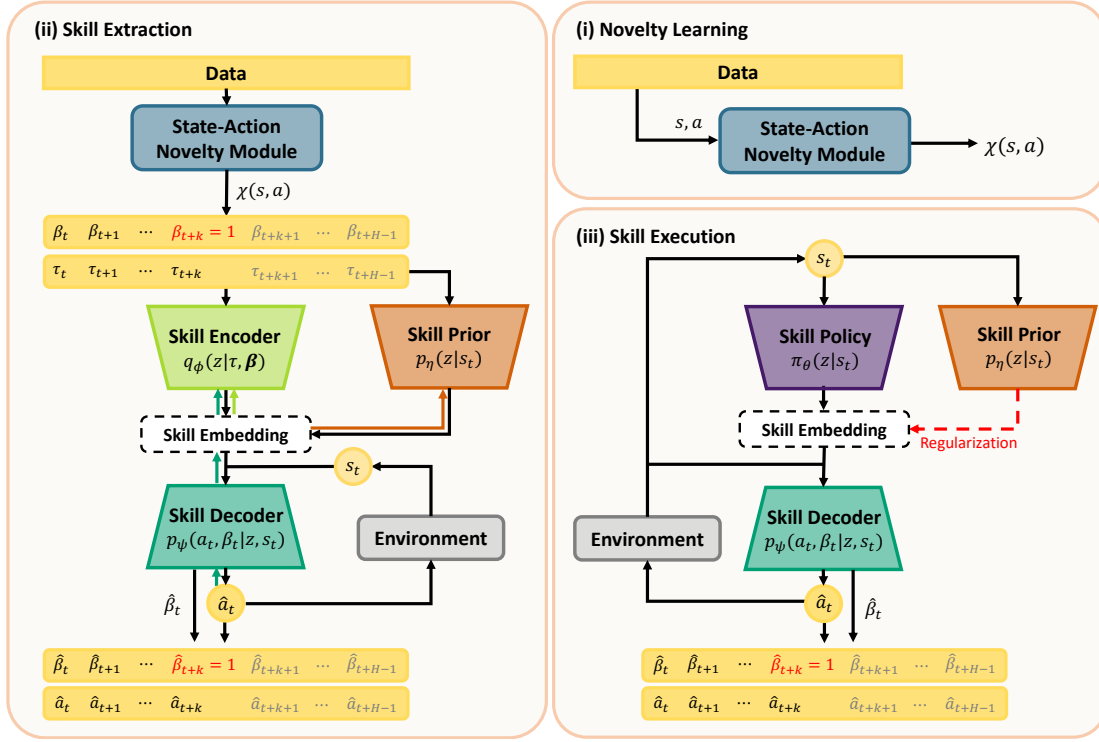 (ii) Skill Extraction
Data
State-Action
Novelty Module
χ(s, a)
β_t β_{t+1} ⋯ β_{t+k} = 1 β_{t+k+1} ⋯ β_{t+H−1}
τ_t τ_{t+1} ⋯ τ_{t+k} τ_{t+k+1} ⋯ τ_{t+H−1}
Skill Encoder
q_ϕ(z|τ, β)
Skill Prior
p_η(z|s_t)
Skill Embedding
s_t
Skill Decoder
p_ψ(a_t, β_t|z, s_t)
Environment
β̂_t
â_t
β̂_t β̂_{t+1} ⋯ β̂_{t+k} = 1 β̂_{t+k+1} ⋯ β̂_{t+H−1}
â_t â_{t+1} ⋯ â_{t+k} â_{t+k+1} ⋯ â_{t+H−1}
(i) Novelty Learning
Data
s, a
State-Action
Novelty Module
χ(s, a)
(iii) Skill Execution
s_t
Skill Policy
π_θ(z|s_t)
Skill Prior
p_η(z|s_t)
Skill Embedding
Regularization
Skill Decoder
p_ψ(a_t, β_t|z, s_t)
Environment
â_t
β̂_t
β̂_t β̂_{t+1} ⋯ β̂_{t+k} = 1 β̂_{t+k+1} ⋯ β̂_{t+H−1}
â_t â_{t+1} ⋯ â_{t+k} â_{t+k+1} ⋯ â_{t+H−1}